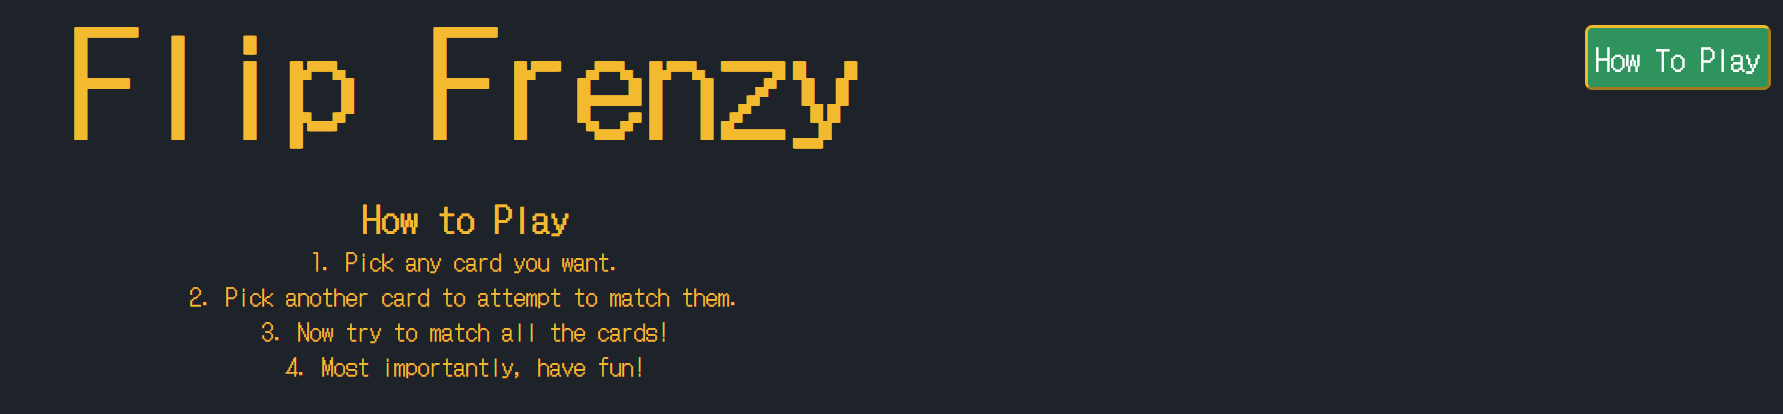 Flip Frenzy
How To Play
How to Play
1. Pick any card you want.
2. Pick another card to attempt to match them.
3. Now try to match all the cards!
4. Most importantly, have fun!